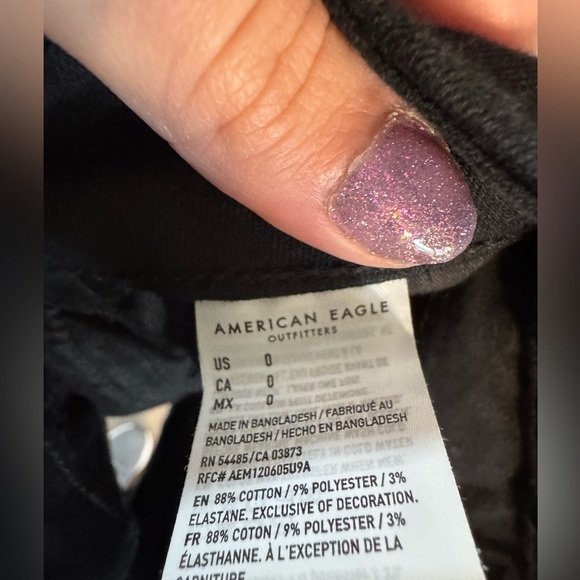 AMERICAN EAGLE
OUTFITTERS
US 0
CA 0
MX 0
MADE IN BANGLADESH / FABRIQUÉ AU
BANGLADESH / HECHO EN BANGLADESH
RN 54485/CA 03873
RFC# AEM120605U9A
EN 88% COTTON / 9% POLYESTER / 3%
ELASTANE. EXCLUSIVE OF DECORATION.
FR 88% COTON / 9% POLYESTER / 3%
ÉLASTHANNE. À L'EXCEPTION DE LA
GARNITURE